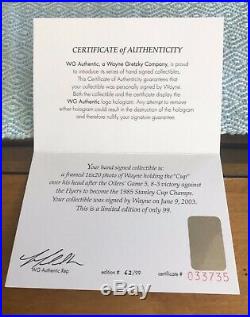 CERTIFICATE of AUTHENTICITY
WG Authentic, a Wayne Gretzky Company, is proud
to introduce its series of hand signed collectibles.
This Certificate of Authenticity guarantees that
your collectible was personally signed by Wayne.
Both the collectible and the certificate display the
WG Authentic logo hologram. Any attempt to remove
either hologram could result in the destruction of the hologram
and therefore nullify your signature guarantee.
Your hand signed collectible is:
a framed 16x20 photo of Wayne holding the "Cup"
over his head after the Oilers' Game 5, 8-3 victory against
the Flyers to become the 1985 Stanley Cup Champs.
Your collectible was signed by Wayne on June 9, 2003.
This is a limited edition of only 99.
WG Authentic Rep
edition # 62/99
certificate # 033735